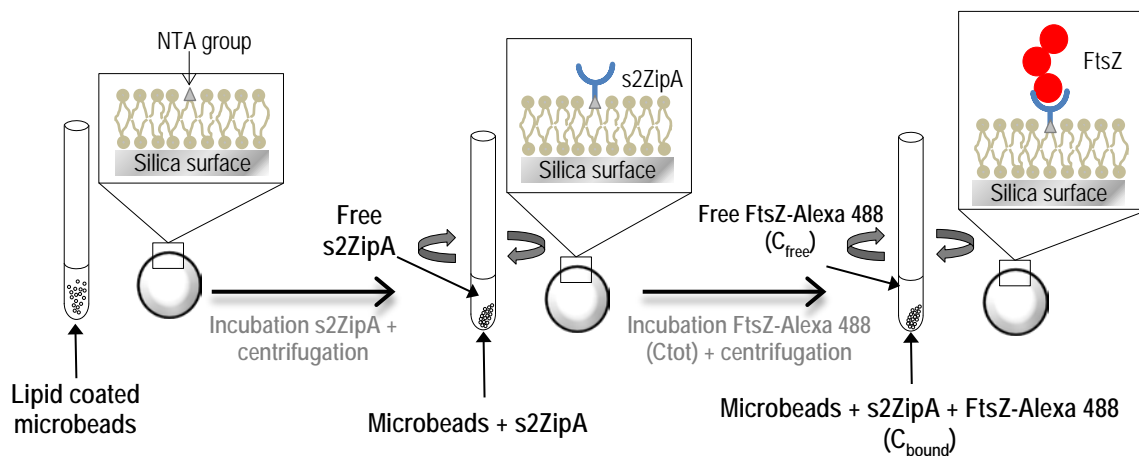 NTA group
Silica surface
Lipid coated
microbeads
Incubation s2ZipA +
centrifugation
Free
s2ZipA
s2ZipA
Silica surface
Microbeads + s2ZipA
Incubation FtsZ-Alexa 488
(Ctot) + centrifugation
Free FtsZ-Alexa 488
(Cfree)
FtsZ
Silica surface
Microbeads + s2ZipA + FtsZ-Alexa 488
(Cbound)